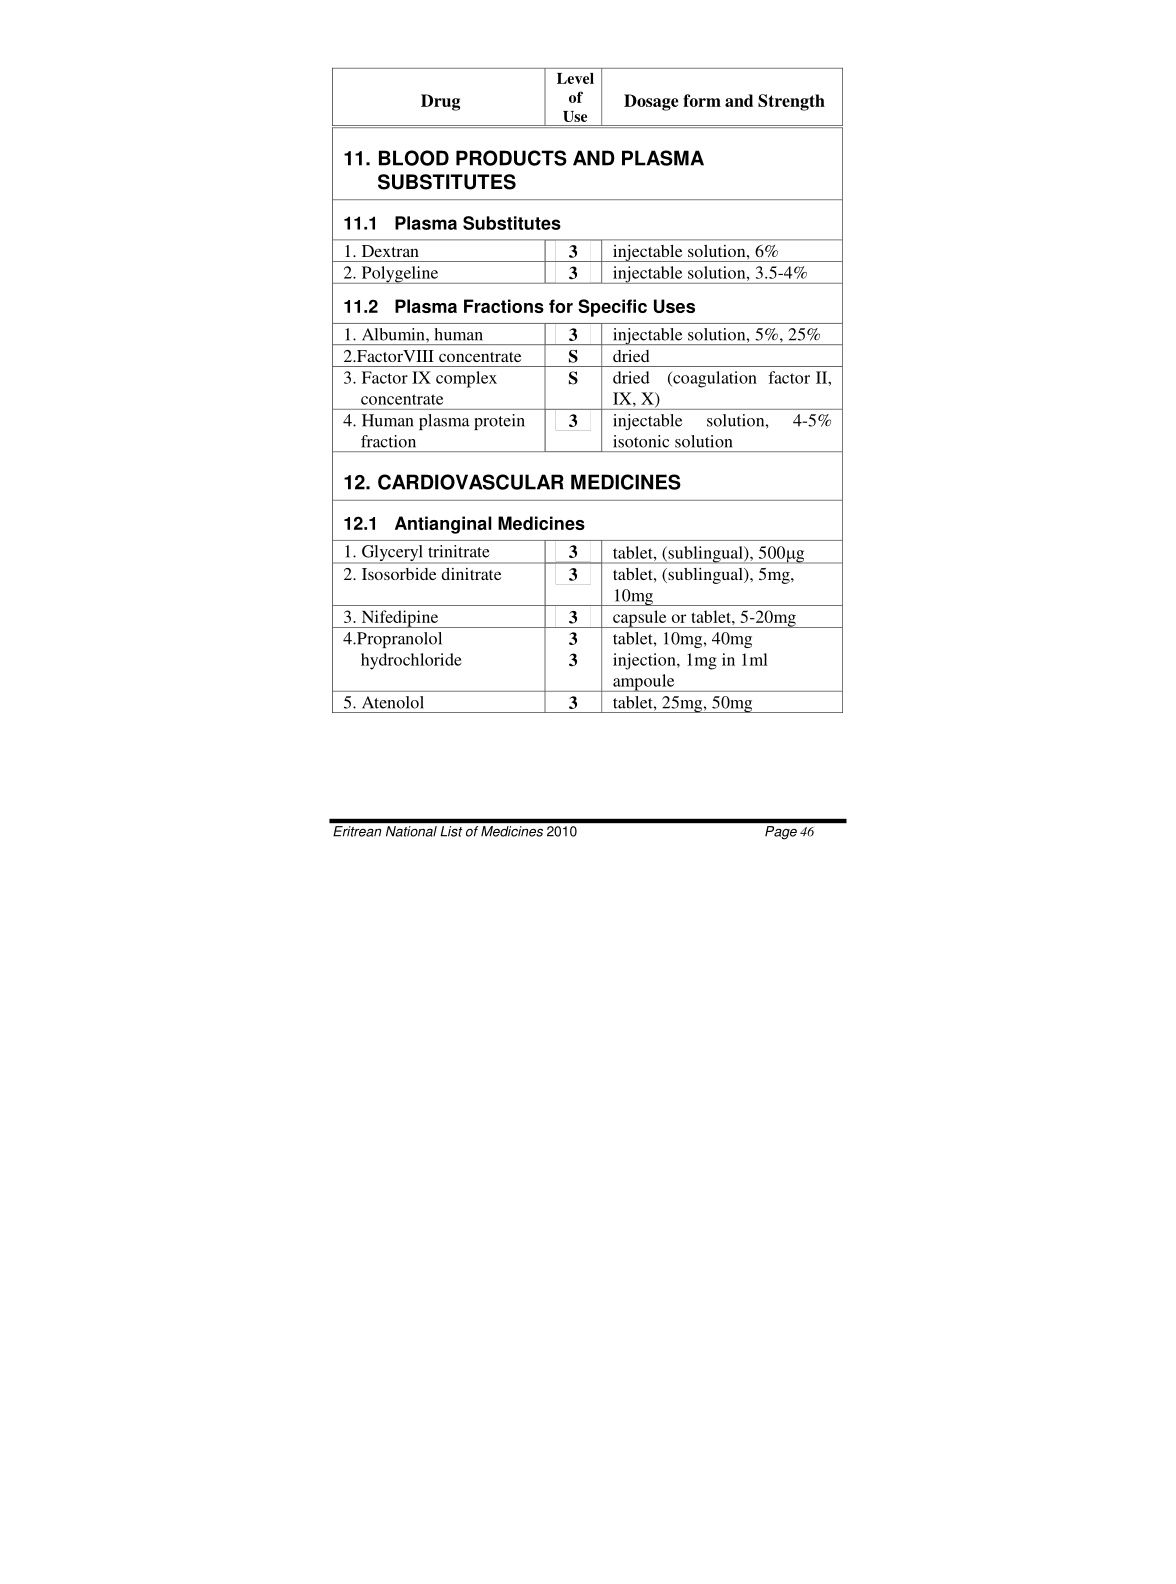 Drug Level of Use Dosage form and Strength
11. BLOOD PRODUCTS AND PLASMA
SUBSTITUTES
11.1 Plasma Substitutes
1. Dextran 3 injectable solution, 6%
2. Polygeline 3 injectable solution, 3.5-4%
11.2 Plasma Fractions for Specific Uses
1. Albumin, human 3 injectable solution, 5%, 25%
2.FactorVIII concentrate S dried
3. Factor IX complex S dried (coagulation factor II,
concentrate IX, X)
4. Human plasma protein 3 injectable solution, 4-5%
fraction isotonic solution
12. CARDIOVASCULAR MEDICINES
12.1 Antianginal Medicines
1. Glyceryl trinitrate 3 tablet, (sublingual), 500µg
2. Isosorbide dinitrate 3 tablet, (sublingual), 5mg,
10mg
3. Nifedipine 3 capsule or tablet, 5-20mg
4.Propranolol 3 tablet, 10mg, 40mg
hydrochloride 3 injection, 1mg in 1ml
ampoule
5. Atenolol 3 tablet, 25mg, 50mg
Eritrean National List of Medicines 2010 Page 46